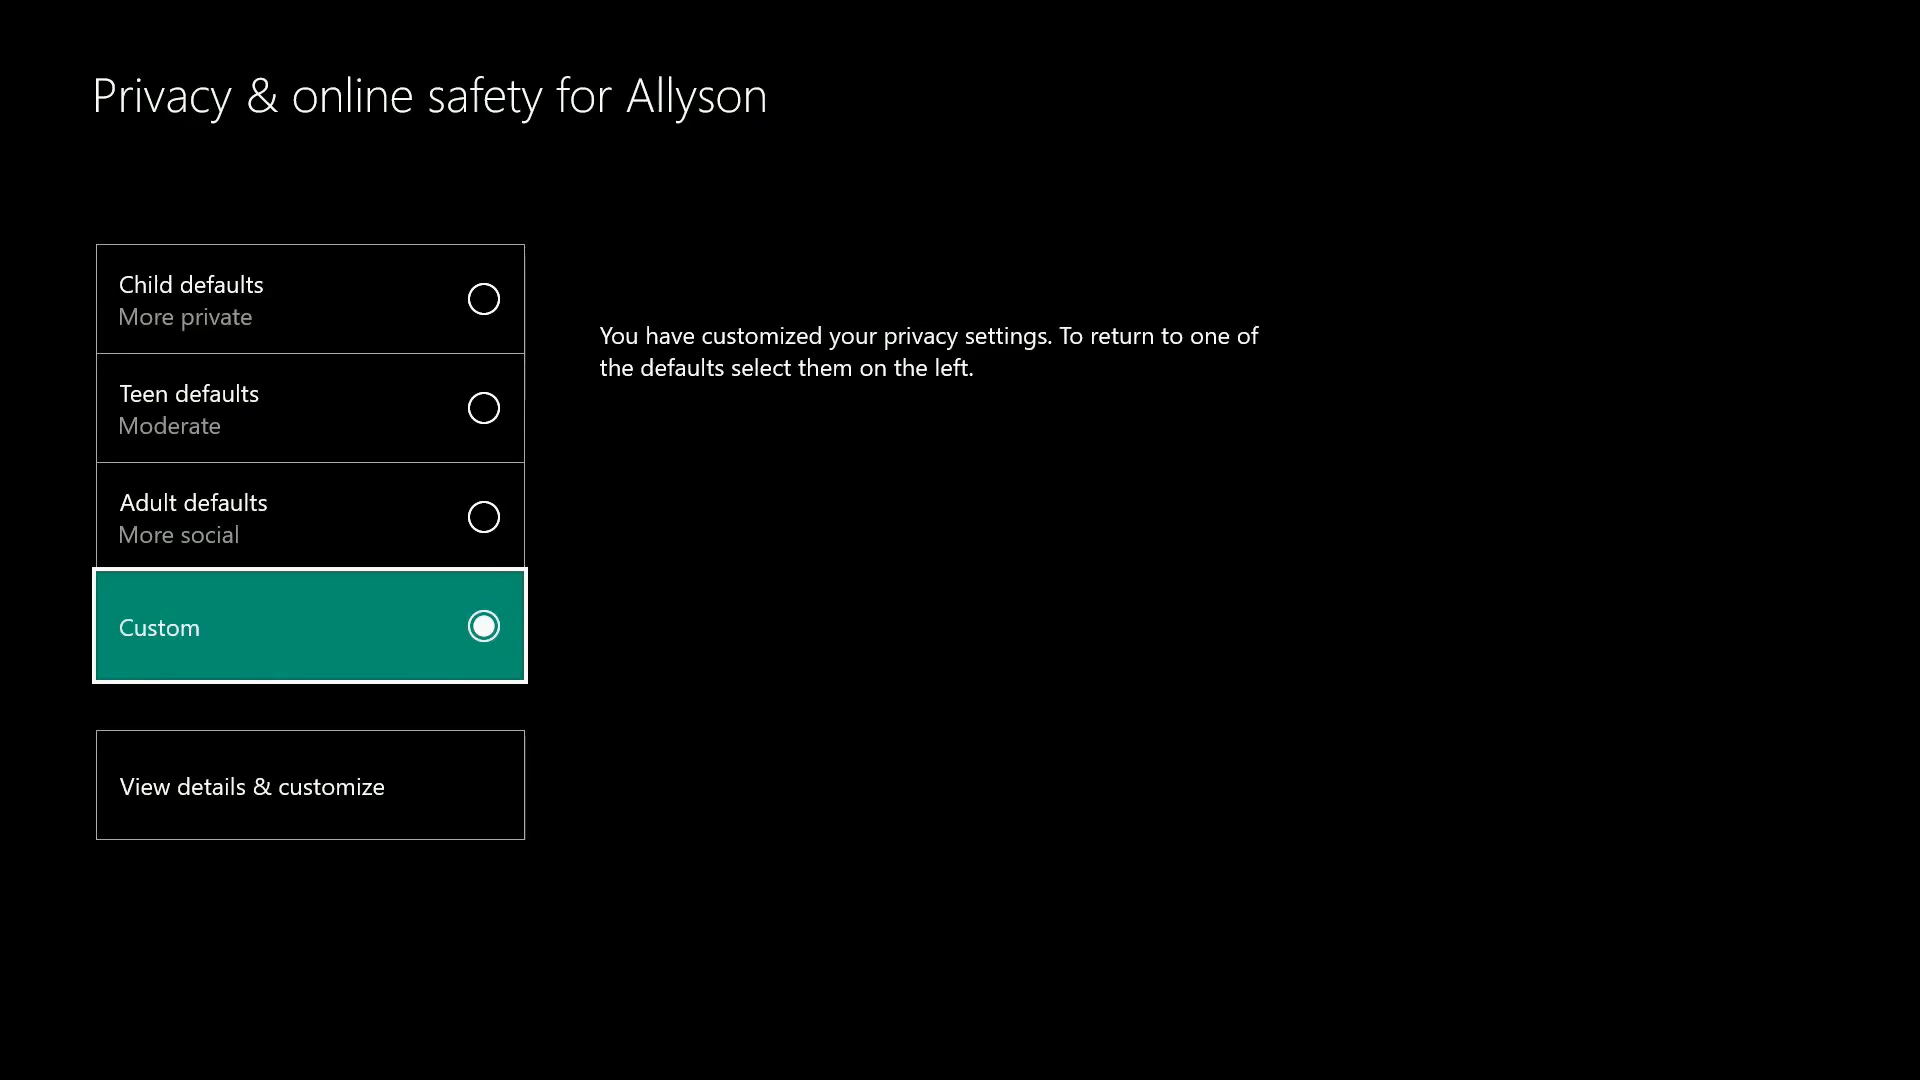 Privacy & online safety for Allyson
Child defaults
More private
Teen defaults
Moderate
Adult defaults
More social
Custom
View details & customize
You have customized your privacy settings. To return to one of
the defaults select them on the left.